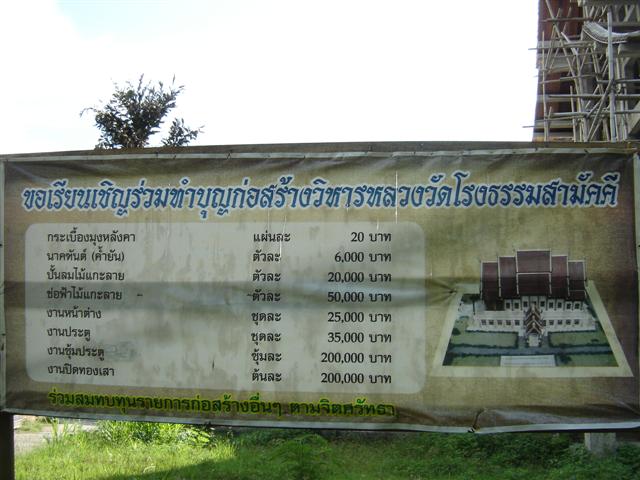 ขอเรียนเชิญร่วมทำบุญก่อสร้างวิหารหลวงวัดโรงธรรมสามัคคี
กระเบื้องมุงหลังคา แผ่นละ 20 บาท
นาคฑันต์ (ค้ำยัน) ตัวละ 6,000 บาท
ปั้นลมไม้แกะลาย ตัวละ 20,000 บาท
ช่อฟ้าไม้แกะลาย ตัวละ 50,000 บาท
งานหน้าต่าง ชุดละ 25,000 บาท
งานประตู ชุดละ 35,000 บาท
งานซุ้มประตู ซุ้มละ 200,000 บาท
งานปิดทองเสา ต้นละ 200,000 บาท
ร่วมสมทบทุนรายการก่อสร้างอื่นๆ ตามจิตศรัทธา